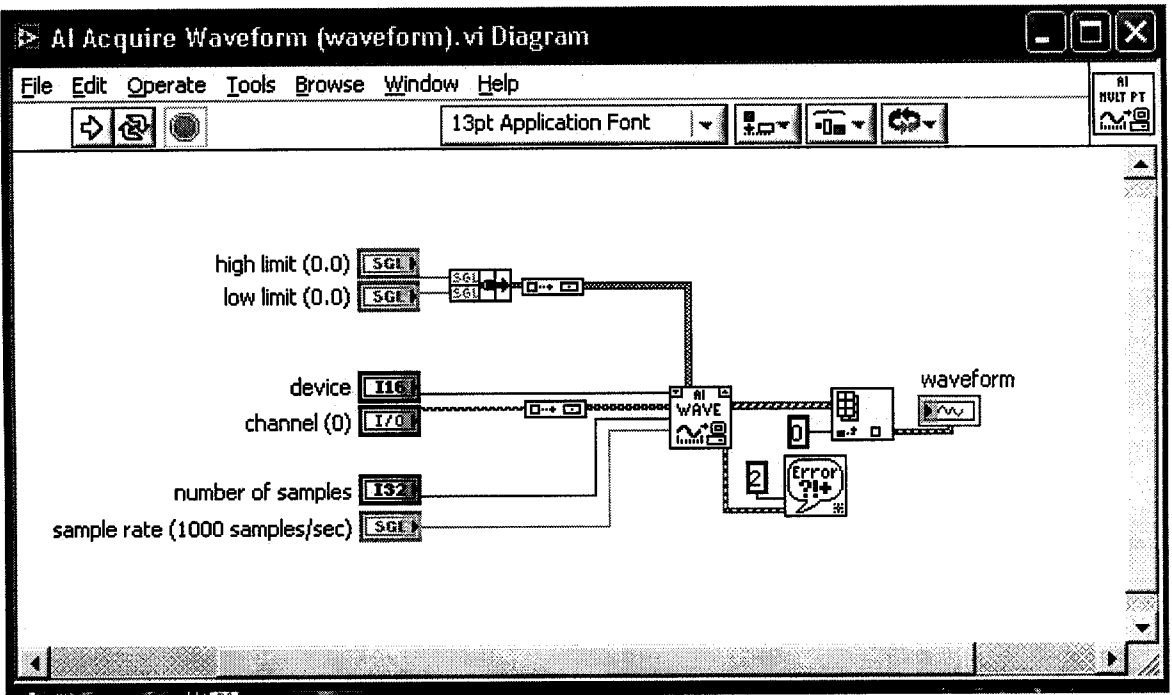 AI Acquire Waveform (waveform).vi Diagram
File Edit Operate Tools Browse Window Help
AI
MULT PT
13pt Application Font
high limit (0.0) SGL
SGL
low limit (0.0) SGL
SGL
device I16
AI
WAVE
channel (0) I/O
waveform
0
number of samples I32
2
Error
?!+
sample rate (1000 samples/sec) SGL